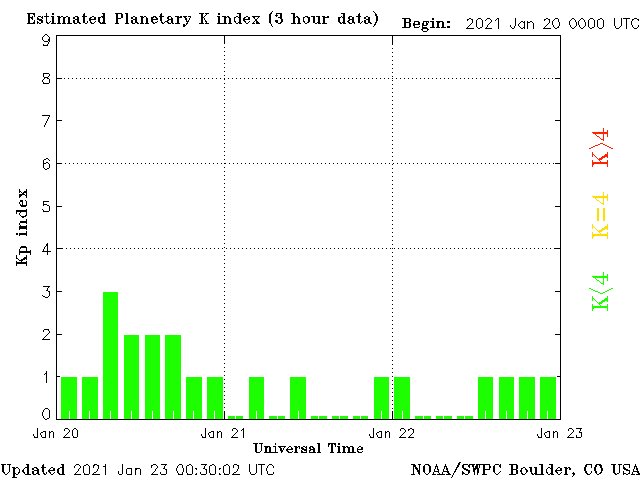 Estimated Planetary K index (3 hour data)
Begin: 2021 Jan 20 0000 UTC
9
8
7
6
5
4
3
2
1
0
Kp index
K>4
K=4
K<4
Jan 20
Jan 21
Jan 22
Jan 23
Universal Time
Updated 2021 Jan 23 00:30:02 UTC
NOAA/SWPC Boulder, CO USA